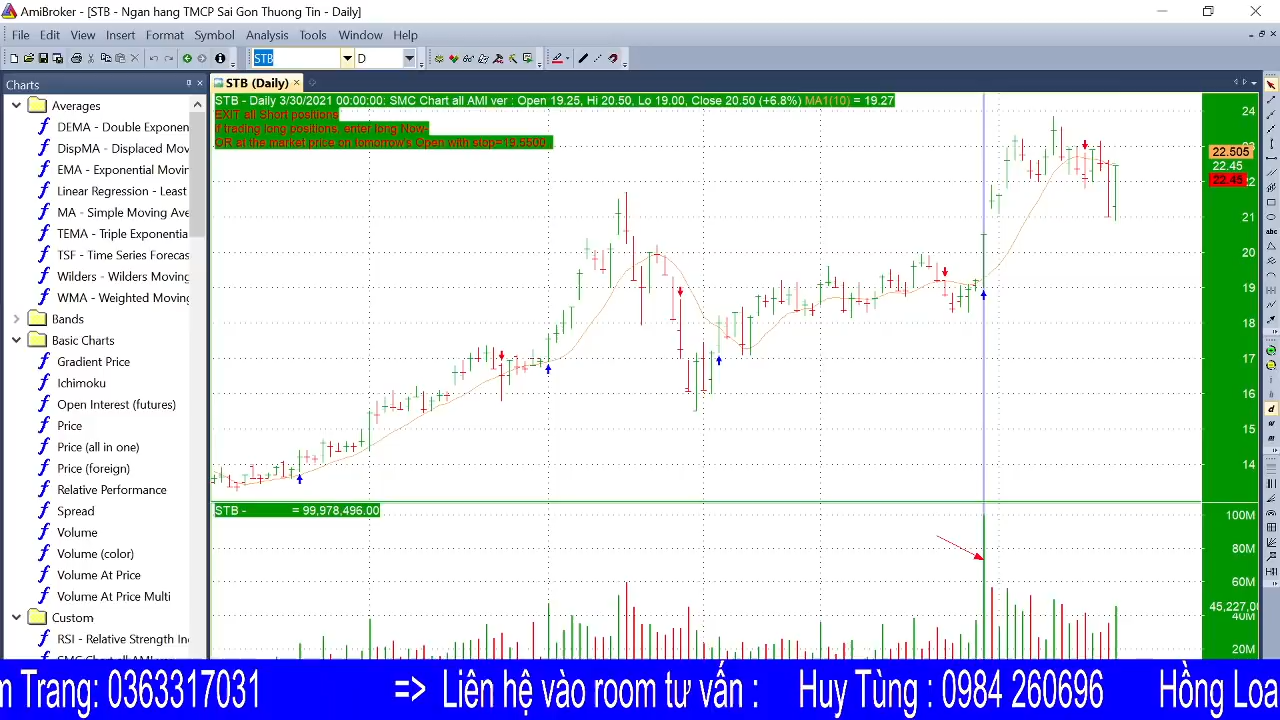 AmiBroker - [STB - Ngan hang TMCP Sai Gon Thuong Tin - Daily]
File Edit View Insert Format Symbol Analysis Tools Window Help
STB D
Charts
STB (Daily)
Averages
DEMA - Double Exponen
DispMA - Displaced Mov
EMA - Exponential Movin
Linear Regression - Least
MA - Simple Moving Ave
TEMA - Triple Exponentia
TSF - Time Series Forecas
Wilders - Wilders Moving
WMA - Weighted Moving
Bands
Basic Charts
Gradient Price
Ichimoku
Open Interest (futures)
Price
Price (all in one)
Price (foreign)
Relative Performance
Spread
Volume
Volume (color)
Volume At Price
Volume At Price Multi
Custom
RSI - Relative Strength In
STB - Daily 3/30/2021 00:00:00: SMC Chart all AMI ver : Open 19.25, Hi 20.50, Lo 19.00, Close 20.50 (+6.8%) MA1(10) = 19.27
EXIT all Short positions
If trading long positions, enter long Now-
OR at the market price on tomorrow's Open with stop=19.5500
24
22.505
22.45
22.45
22
21
20
19
18
17
16
15
14
STB - = 99,978,496.00
100M
80M
60M
45,227,0
40M
20M
abc
m Trang: 0363317031 => Liên hệ vào room tư vấn : Huy Tùng : 0984 260696 Hồng Loa